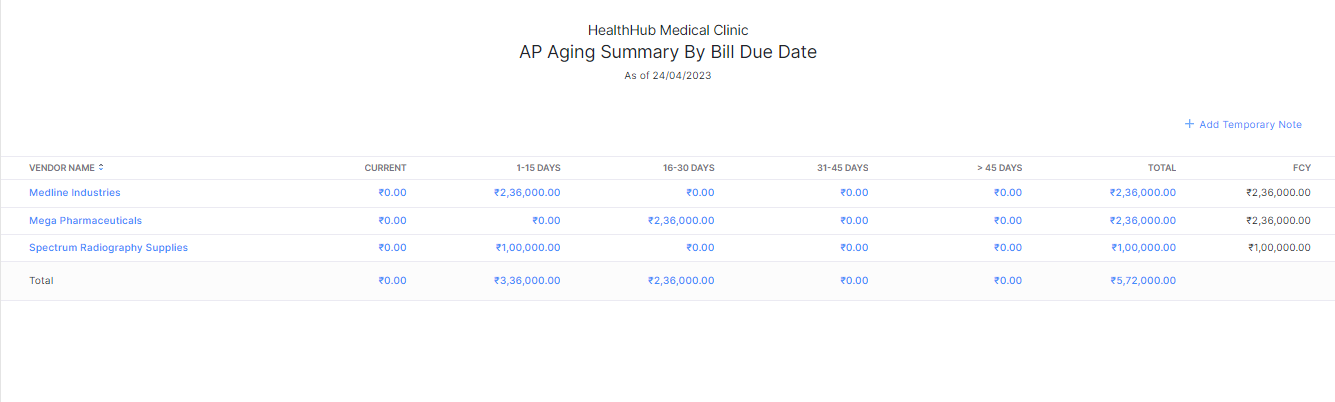 HealthHub Medical Clinic
AP Aging Summary By Bill Due Date
As of 24/04/2023
+ Add Temporary Note
VENDOR NAME CURRENT 1-15 DAYS 16-30 DAYS 31-45 DAYS > 45 DAYS TOTAL FCY
Medline Industries ₹0.00 ₹2,36,000.00 ₹0.00 ₹0.00 ₹0.00 ₹2,36,000.00 ₹2,36,000.00
Mega Pharmaceuticals ₹0.00 ₹0.00 ₹2,36,000.00 ₹0.00 ₹0.00 ₹2,36,000.00 ₹2,36,000.00
Spectrum Radiography Supplies ₹0.00 ₹1,00,000.00 ₹0.00 ₹0.00 ₹0.00 ₹1,00,000.00 ₹1,00,000.00
Total ₹0.00 ₹3,36,000.00 ₹2,36,000.00 ₹0.00 ₹0.00 ₹5,72,000.00